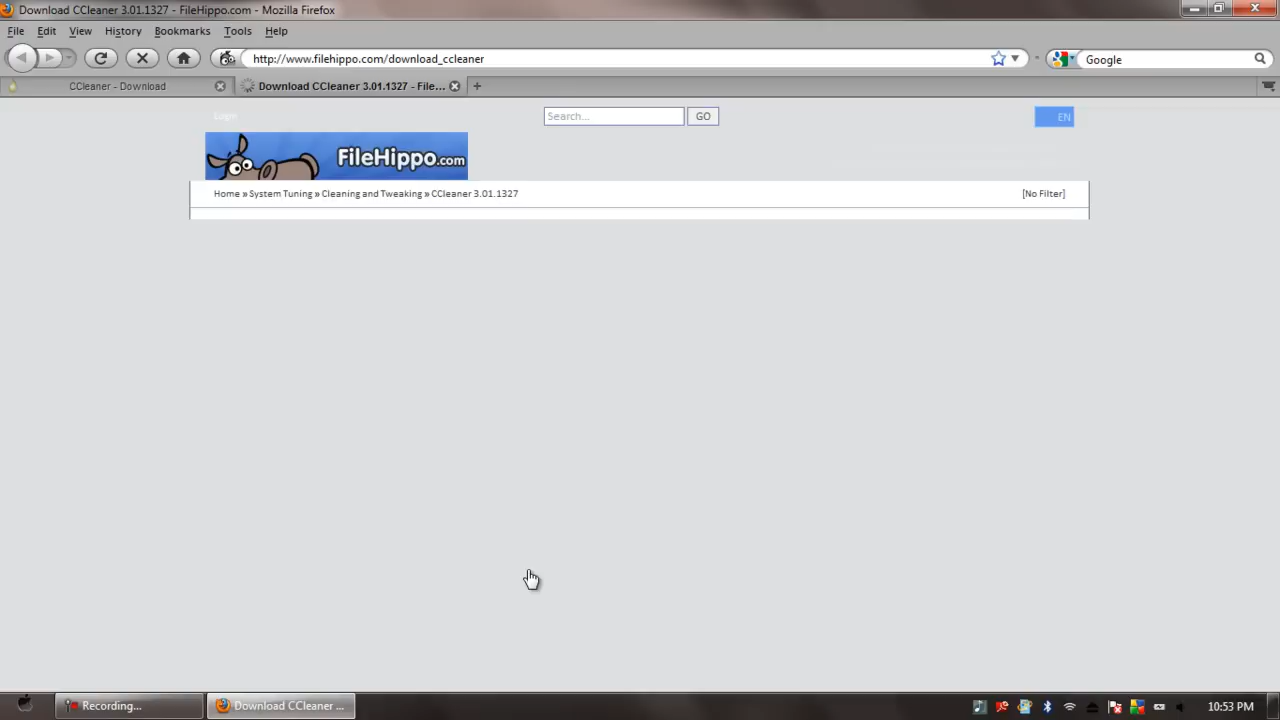 Download CCleaner 3.01.1327 - FileHippo.com - Mozilla Firefox
File Edit View History Bookmarks Tools Help
http://www.filehippo.com/download_ccleaner
Google
CCleaner - Download
Download CCleaner 3.01.1327 - File...
Login
Search...
GO
EN
FileHippo.com
Home » System Tuning » Cleaning and Tweaking » CCleaner 3.01.1327
[No Filter]
Recording...
Download CCleaner ...
10:53 PM